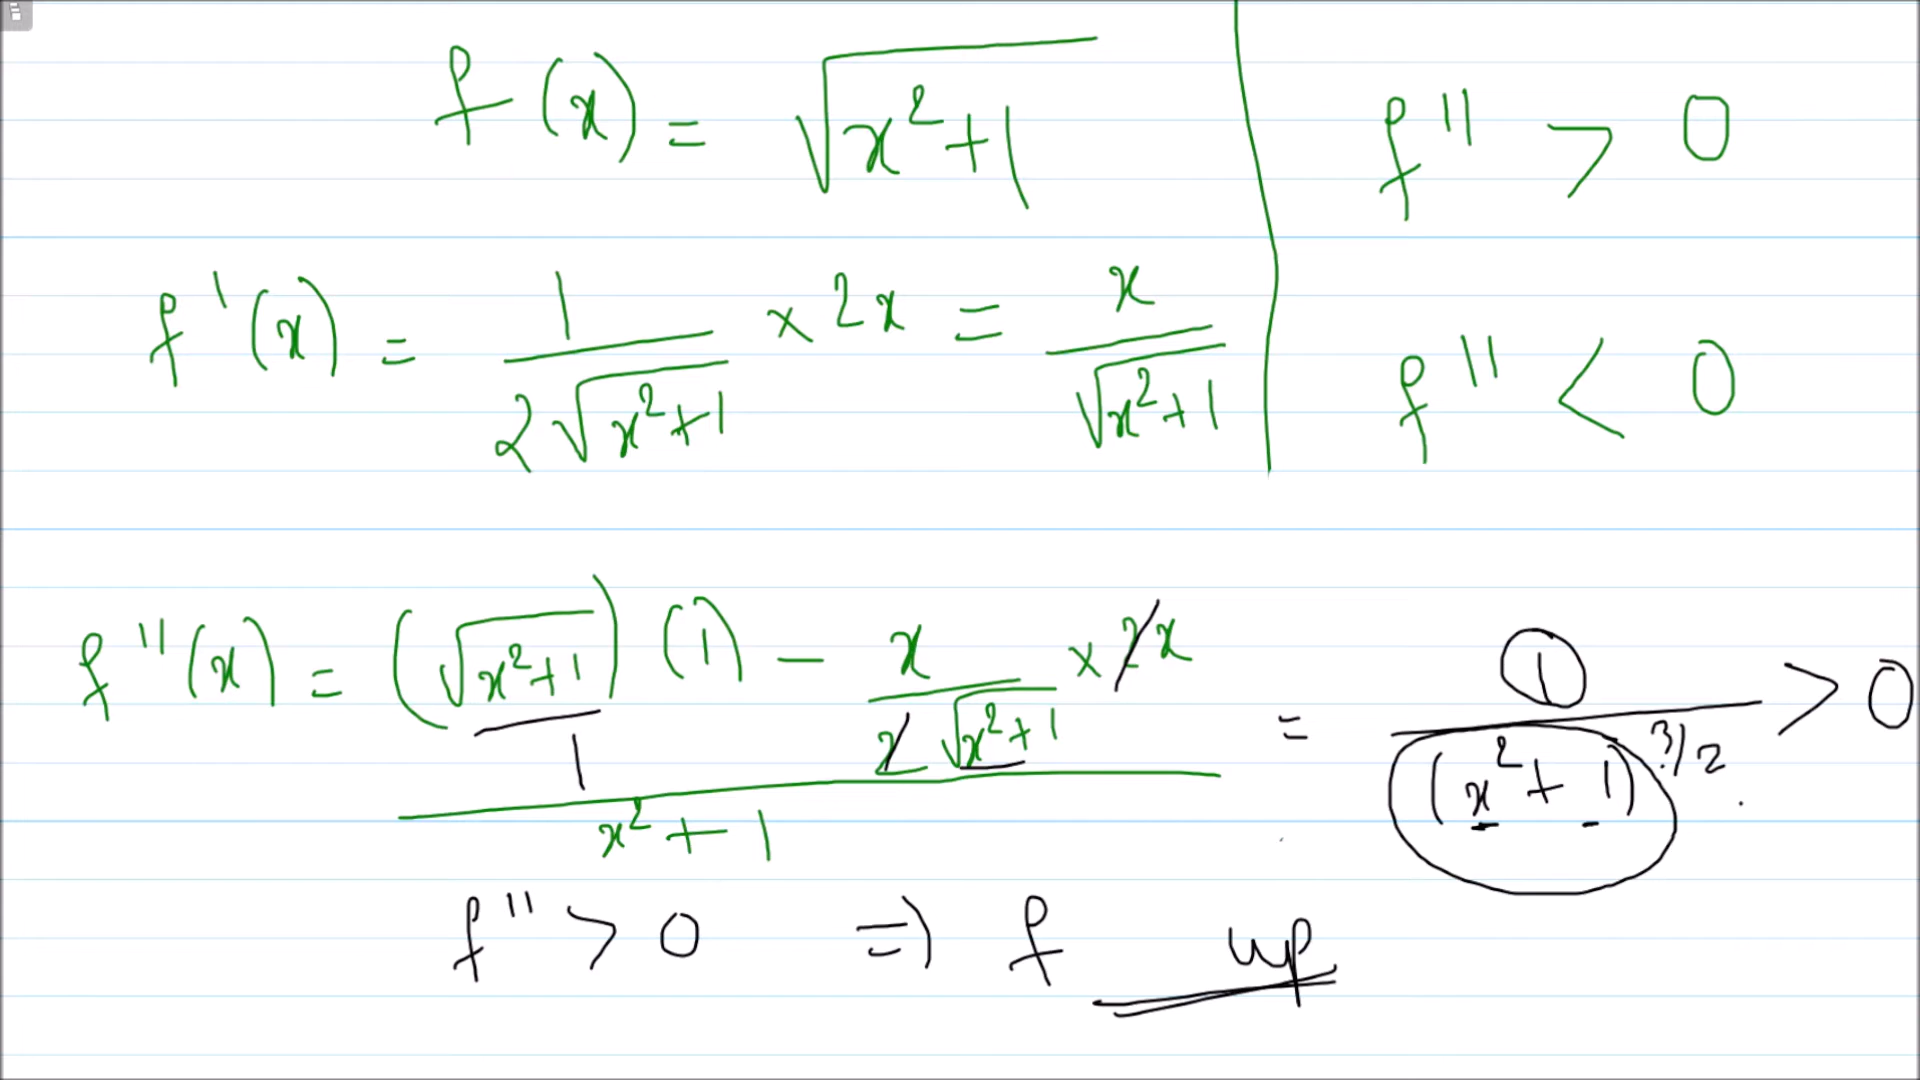 f(x) = √(x²+1)
f'' > 0
f'(x) = 1/(2√(x²+1)) × 2x = x/√(x²+1)
f'' < 0
f''(x) = ((√(x²+1))/1 (1) − x/(2√(x²+1)) × 2x)/(x²+1) = 1/(x²+1)^(3/2) > 0
f'' > 0 ⇒ f up